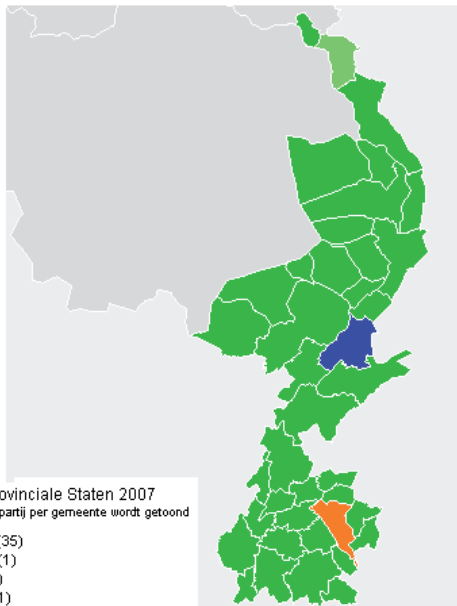 ovinciale Staten 2007
partij per gemeente wordt getoond
35)
(1)
)
1)